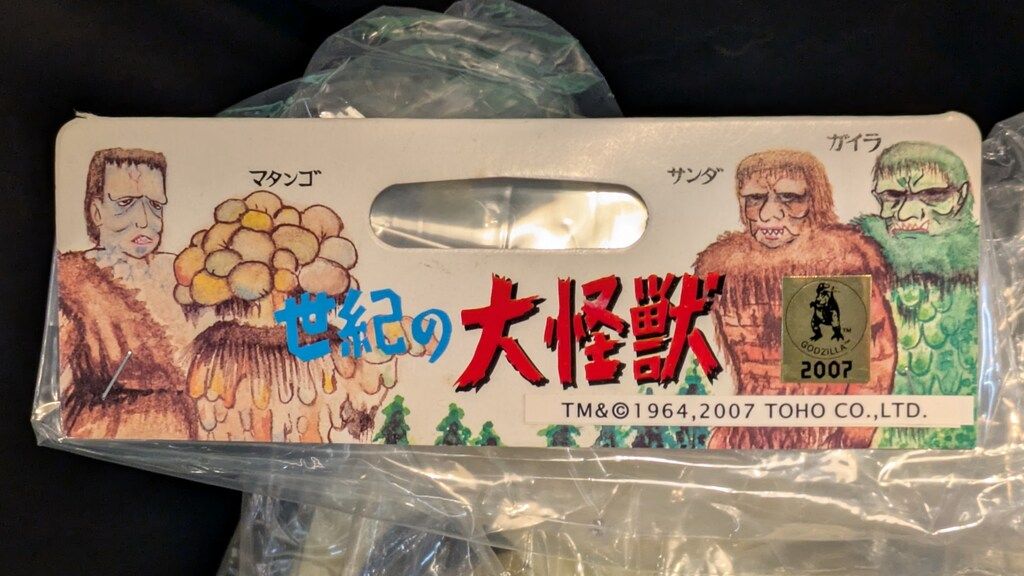 マタンゴ
サンダ
ガイラ
世紀の大怪獣
GODZILLA™
2007
TM&©1964,2007 TOHO CO.,LTD.